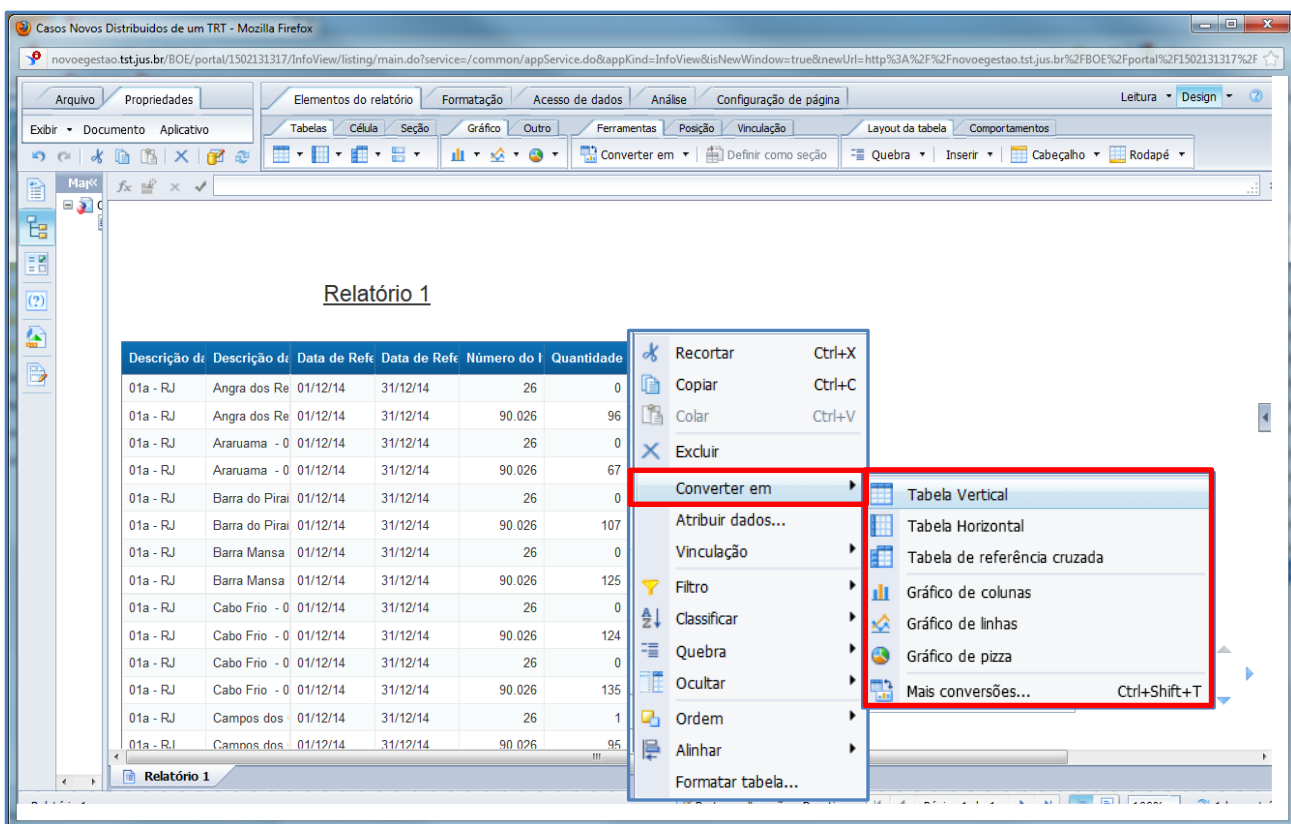 Casos Novos Distribuidos de um TRT - Mozilla Firefox
novoegestao.tst.jus.br/BOE/portal/1502131317/InfoView/listing/main.do?service=/common/appService.do&appKind=InfoView&isNewWindow=true&newUrl=http%3A%2F%2Fnovoegestao.tst.jus.br%2FBOE%2Fportal%2F1502131317%2F
Arquivo Propriedades Elementos do relatório Formatação Acesso de dados Análise Configuração de página Leitura Design
Exibir Documento Aplicativo Tabelas Célula Seção Gráfico Outro Ferramentas Posição Vinculação Layout da tabela Comportamentos
Converter em Definir como seção Quebra Inserir Cabeçalho Rodapé
Relatório 1
Descrição da Descrição da Data de Refe Data de Refe Número do Quantidade
01a - RJ Angra dos Re 01/12/14 31/12/14 26 0
01a - RJ Angra dos Re 01/12/14 31/12/14 90.026 96
01a - RJ Araruama - 0 01/12/14 31/12/14 26 0
01a - RJ Araruama - 0 01/12/14 31/12/14 90.026 67
01a - RJ Barra do Pirai 01/12/14 31/12/14 26 0
01a - RJ Barra do Pirai 01/12/14 31/12/14 90.026 107
01a - RJ Barra Mansa 01/12/14 31/12/14 26 0
01a - RJ Barra Mansa 01/12/14 31/12/14 90.026 125
01a - RJ Cabo Frio - 0 01/12/14 31/12/14 26 0
01a - RJ Cabo Frio - 0 01/12/14 31/12/14 90.026 124
01a - RJ Cabo Frio - 0 01/12/14 31/12/14 26 0
01a - RJ Cabo Frio - 0 01/12/14 31/12/14 90.026 135
01a - RJ Campos dos 01/12/14 31/12/14 26 1
01a - RJ Campos dos 01/12/14 31/12/14 90.026 95
Recortar Ctrl+X
Copiar Ctrl+C
Colar Ctrl+V
Excluir
Converter em
Atribuir dados...
Vinculação
Filtro
Classificar
Quebra
Ocultar
Ordem
Alinhar
Formatar tabela...
Tabela Vertical
Tabela Horizontal
Tabela de referência cruzada
Gráfico de colunas
Gráfico de linhas
Gráfico de pizza
Mais conversões... Ctrl+Shift+T
Relatório 1